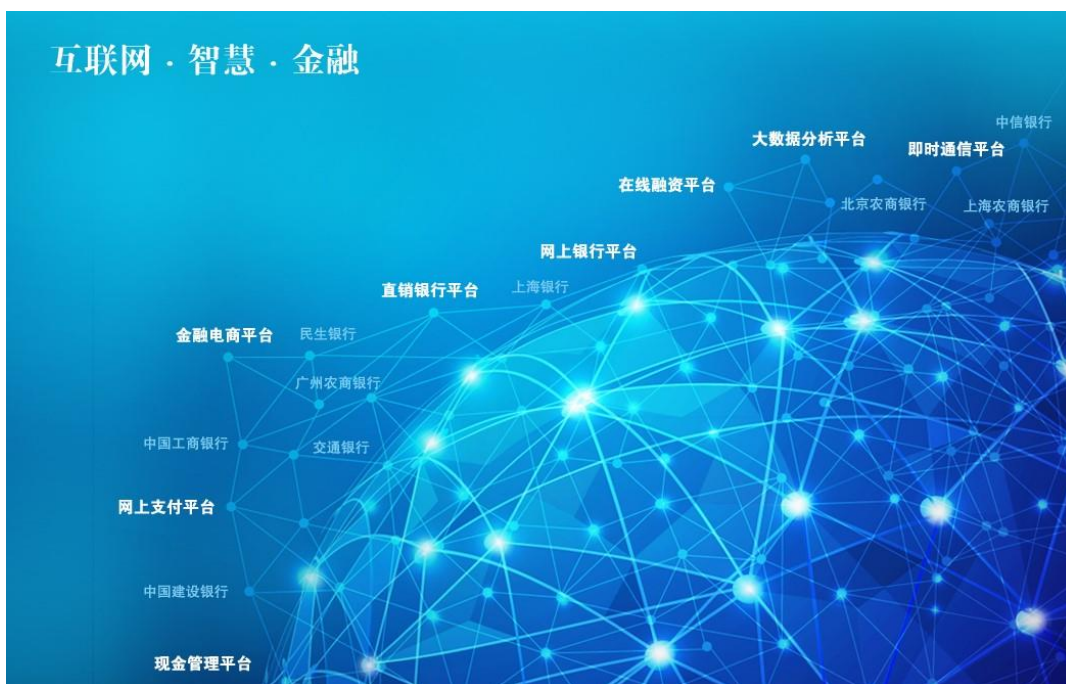 互联网 · 智慧 · 金融
中信银行
大数据分析平台
即时通信平台
在线融资平台
北京农商银行
上海农商银行
网上银行平台
直销银行平台
上海银行
金融电商平台
民生银行
广州农商银行
中国工商银行
交通银行
网上支付平台
中国建设银行
现金管理平台